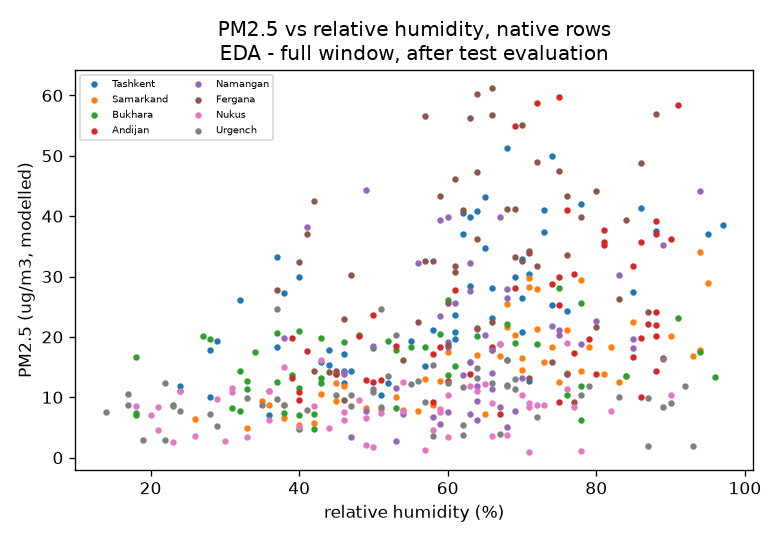 PM2.5 vs relative humidity, native rows
EDA - full window, after test evaluation
Tashkent
Samarkand
Bukhara
Andijan
Namangan
Fergana
Nukus
Urgench
PM2.5 (ug/m3, modelled)
60
50
40
30
20
10
0
20 40 60 80 100
relative humidity (%)